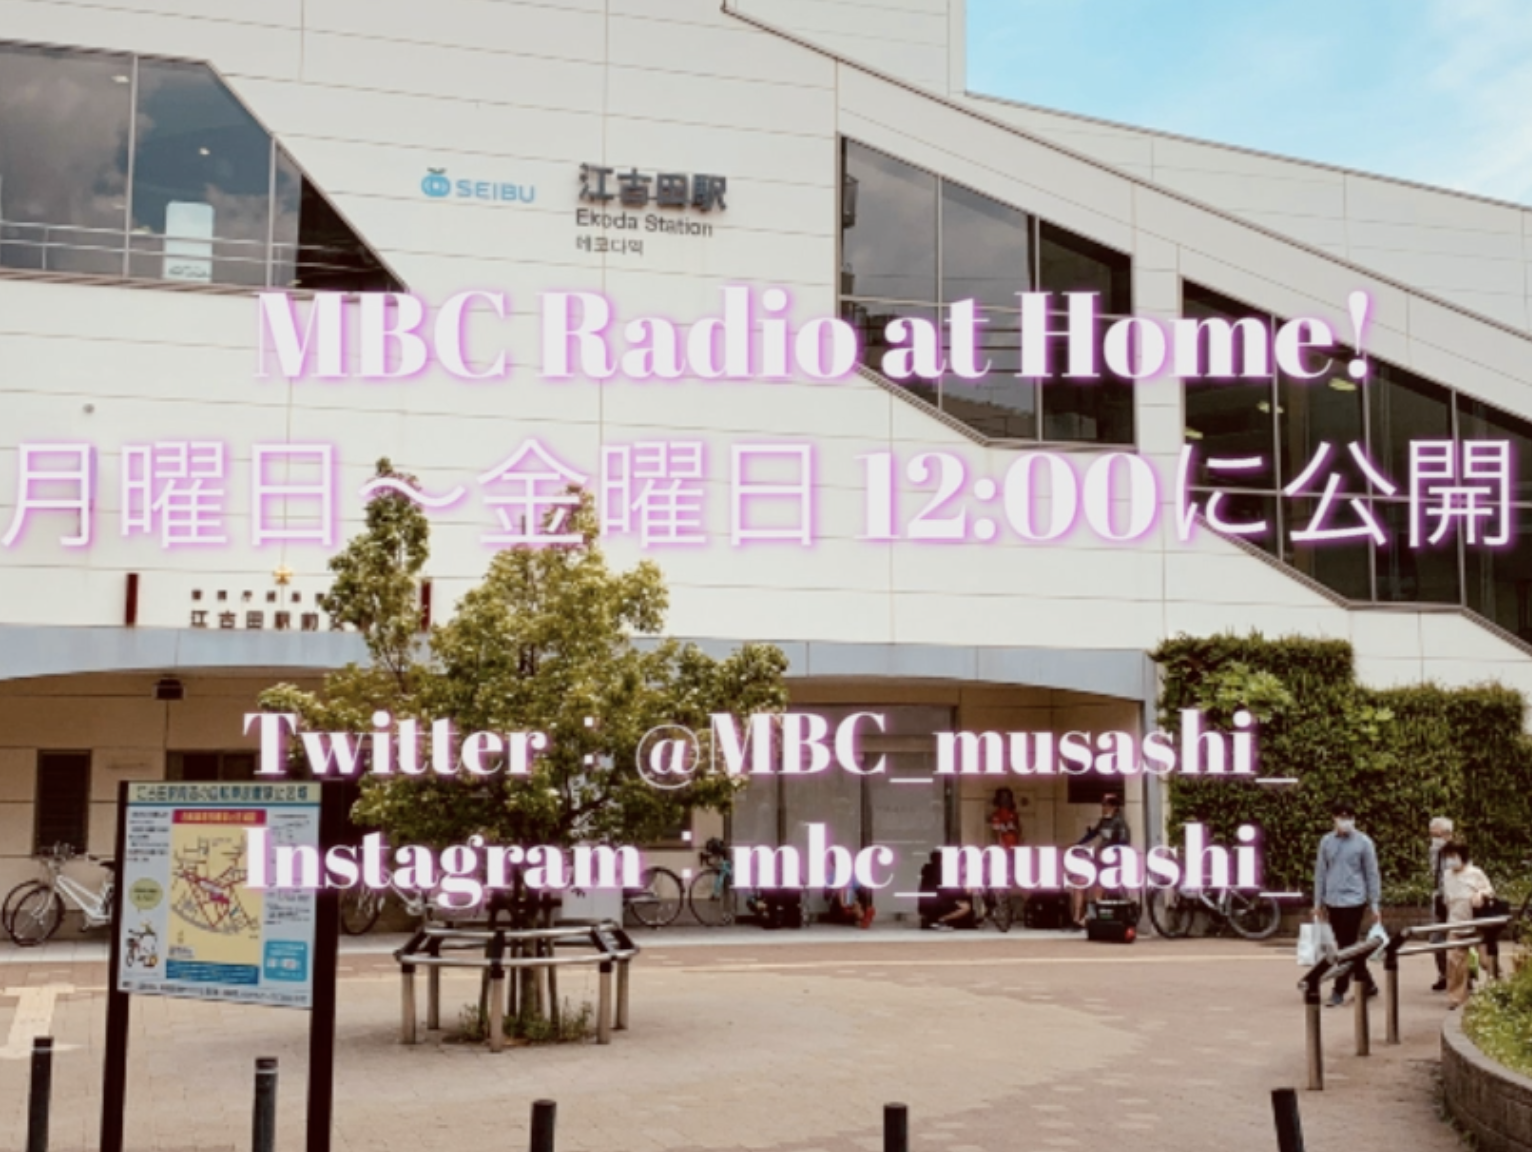 SEIBU
江古田駅
Ekoda Station
에코다역
MBC Radio at Home!
月曜日〜金曜日 12:00に公開
江古田駅前交
Twitter：@MBC_musashi_
Instagram：mbc_musashi_